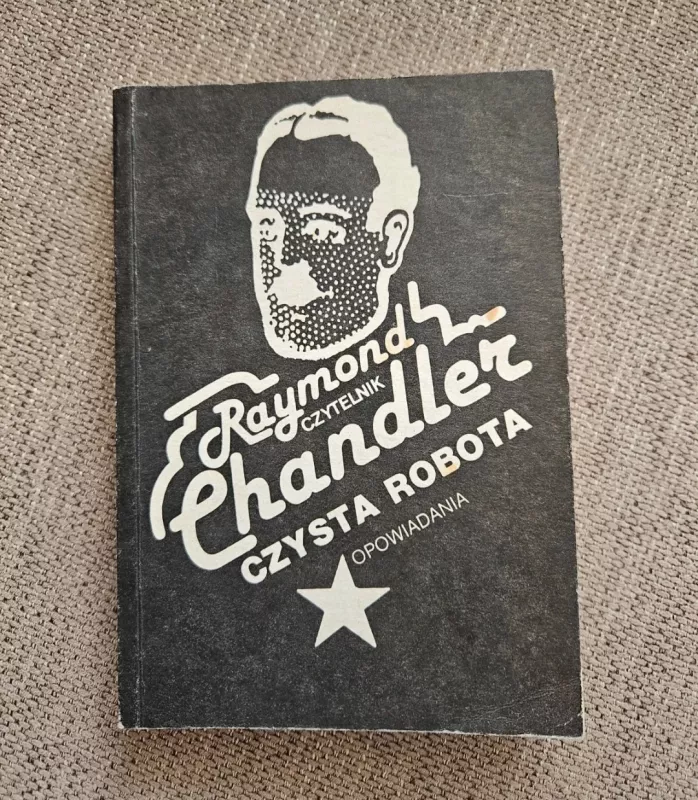 Raymond
CZYTELNIK
Chandler
CZYSTA ROBOTA
OPOWIADANIA